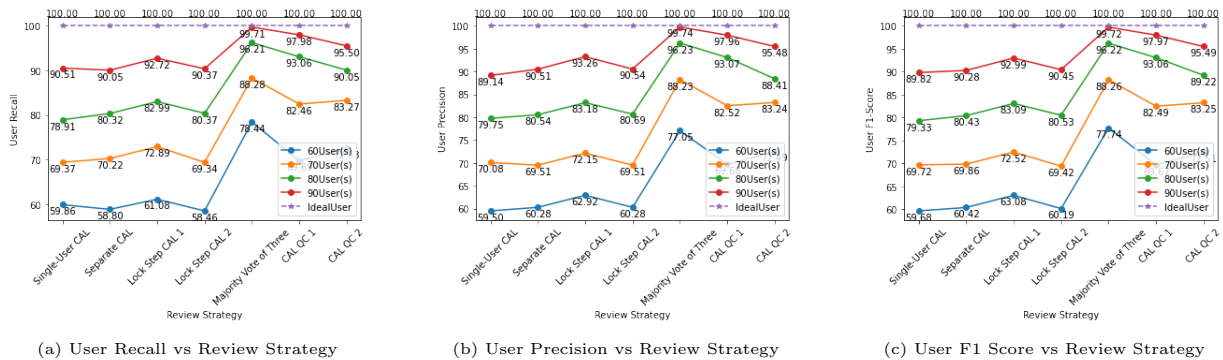 100.00 100.00 100.00 100.00 100.00 100.00 100.00
100
90
80
70
60
User Recall
90.51 90.05 92.72 90.37 99.71 97.98 95.50
78.91 80.32 82.99 80.37 96.21 93.06 90.05
69.37 70.22 72.89 69.34 88.28 82.46 83.27
59.86 58.80 61.08 58.46 78.44
60User(s)
70User(s)
80User(s)
90User(s)
IdealUser
Single-User CAL
Separate CAL
Lock Step CAL 1
Lock Step CAL 2
Majority Vote of Three
CAL QC 1
CAL QC 2
Review Strategy
(a) User Recall vs Review Strategy
100.00 100.00 100.00 100.00 100.00 100.00 100.00
100
95
90
85
80
75
70
65
60
User Precision
89.14 90.51 93.26 90.54 99.74 97.96 95.48
79.75 80.54 83.18 80.69 96.23 93.07 88.41
70.08 69.51 72.15 69.51 88.23 82.52 83.24
59.50 60.28 62.92 60.28 77.05
60User(s)
70User(s)
80User(s)
90User(s)
IdealUser
Single-User CAL
Separate CAL
Lock Step CAL 1
Lock Step CAL 2
Majority Vote of Three
CAL QC 1
CAL QC 2
Review Strategy
(b) User Precision vs Review Strategy
100.00 100.00 100.00 100.00 100.00 100.00 100.00
100
95
90
85
80
75
70
65
60
User F1-Score
89.82 90.28 92.99 90.45 99.72 97.97 95.49
79.33 80.43 83.09 80.53 96.22 93.06 89.22
69.72 69.86 72.52 69.42 88.26 82.49 83.25
59.68 60.42 63.08 60.19 77.74
60User(s)
70User(s)
80User(s)
90User(s)
IdealUser
Single-User CAL
Separate CAL
Lock Step CAL 1
Lock Step CAL 2
Majority Vote of Three
CAL QC 1
CAL QC 2
Review Strategy
(c) User F1 Score vs Review Strategy